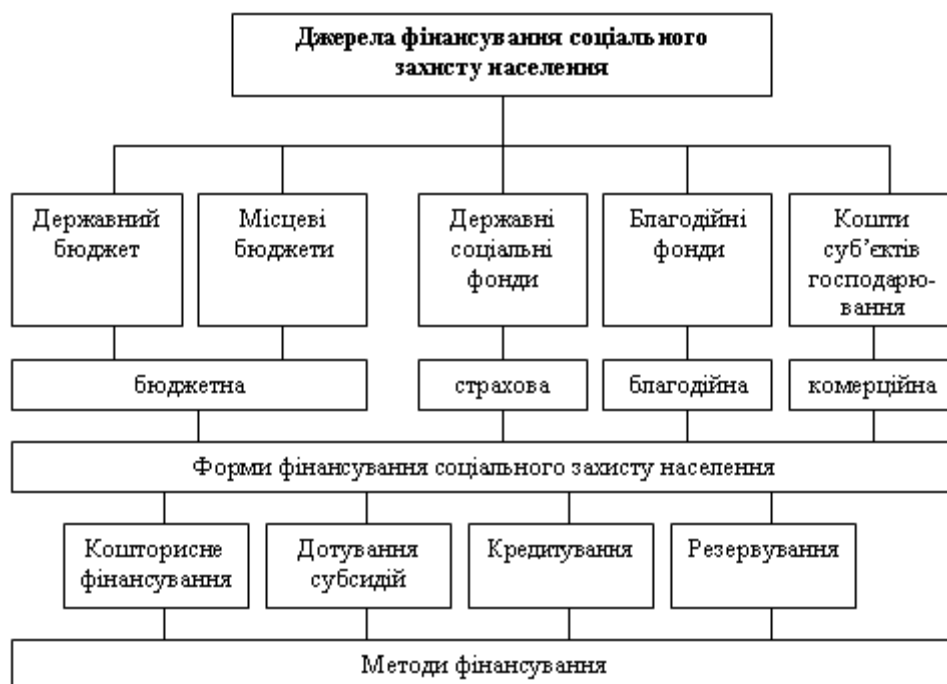 Джерела фінансування соціального
захисту населення
Державний
бюджет
Місцеві
бюджети
Державні
соціальні
фонди
Благодійні
фонди
Кошти
суб’єктів
господарю-
вання
бюджетна
страхова
благодійна
комерційна
Форми фінансування соціального захисту населення
Кошторисне
фінансування
Дотування
субсидій
Кредитування
Резервування
Методи фінансування